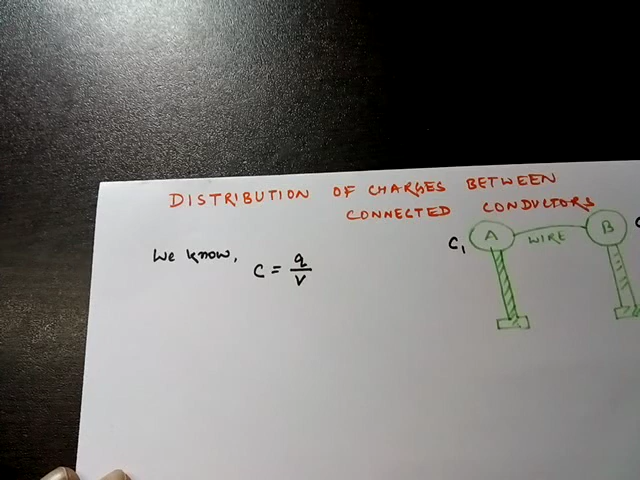 DISTRIBUTION OF CHARGES BETWEEN
CONNECTED CONDUCTORS
We know, C = q/V
C₁ A WIRE B